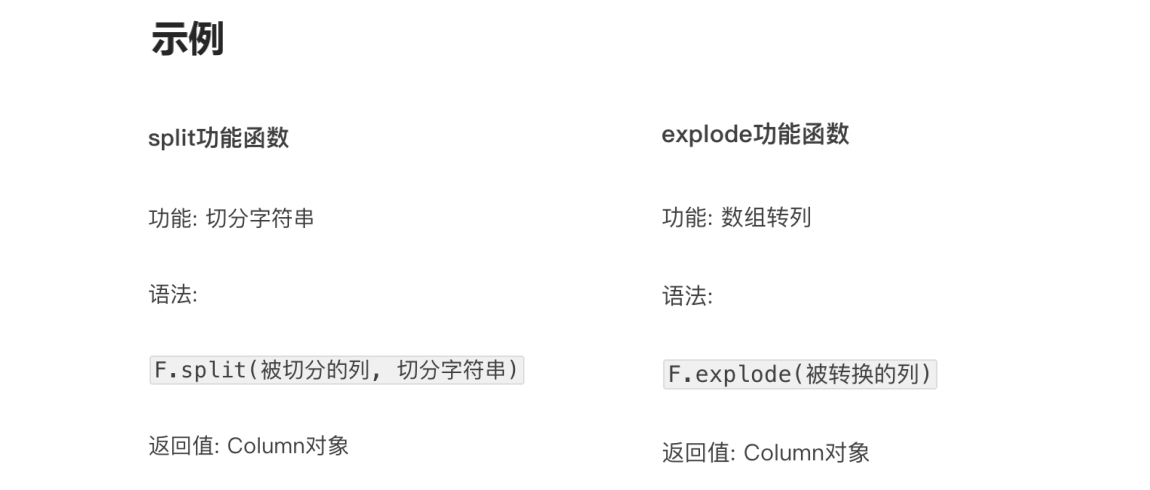 示例
split功能函数
功能: 切分字符串
语法:
F.split(被切分的列, 切分字符串)
返回值: Column对象
explode功能函数
功能: 数组转列
语法:
F.explode(被转换的列)
返回值: Column对象